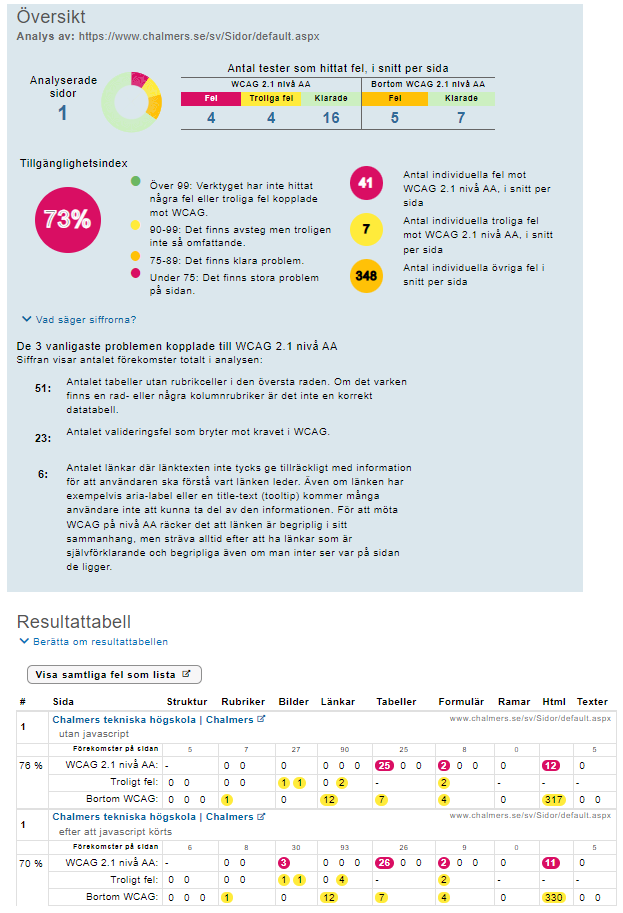 Översikt
Analys av: https://www.chalmers.se/sv/Sidor/default.aspx
Analyserade
sidor
1
Antal tester som hittat fel, i snitt per sida
WCAG 2.1 nivå AA Bortom WCAG 2.1 nivå AA
Fel Troliga fel Klarade Fel Klarade
4 4 16 5 7
Tillgänglighetsindex
73%
Över 99: Verktyget har inte hittat
några fel eller troliga fel kopplade
mot WCAG.
90-99: Det finns avsteg men troligen
inte så omfattande.
75-89: Det finns klara problem.
Under 75: Det finns stora problem
på sidan.
41
Antal individuella fel mot
WCAG 2.1 nivå AA, i snitt per
sida
7
Antal individuella troliga fel
mot WCAG 2.1 nivå AA, i snitt
per sida
348
Antal individuella övriga fel i
snitt per sida
Vad säger siffrorna?
De 3 vanligaste problemen kopplade till WCAG 2.1 nivå AA
Siffran visar antalet förekomster totalt i analysen:
51: Antalet tabeller utan rubrikceller i den översta raden. Om det varken
finns en rad- eller några kolumnrubriker är det inte en korrekt
datatabell.
23: Antalet valideringsfel som bryter mot kravet i WCAG.
6: Antalet länkar där länktexten inte tycks ge tillräckligt med information
för att användaren ska förstå vart länken leder. Även om länken har
exempelvis aria-label eller en title-text (tooltip) kommer många
användare inte att kunna ta del av den informationen. För att möta
WCAG på nivå AA räcker det att länken är begriplig i sitt
sammanhang, men sträva alltid efter att ha länkar som är
självförklarande och begripliga även om man inter ser var på sidan
de ligger.
Resultattabell
Berätta om resultattabellen
Visa samtliga fel som lista
# Sida Struktur Rubriker Bilder Länkar Tabeller Formulär Ramar Html Texter
1 Chalmers tekniska högskola | Chalmers www.chalmers.se/sv/Sidor/default.aspx
utan javascript
Förekomster på sidan 5 7 27 90 25 8 0 5
76 % WCAG 2.1 nivå AA: - 0 0 0 0 0 0 25 0 0 2 0 0 0 12 0
Troligt fel: 0 0 0 0 1 1 0 2 - 2 - - -
Bortom WCAG: 0 0 0 1 0 12 7 4 0 317 0 0
1 Chalmers tekniska högskola | Chalmers www.chalmers.se/sv/Sidor/default.aspx
efter att javascript körts
Förekomster på sidan 6 8 30 93 26 9 0 5
70 % WCAG 2.1 nivå AA: - 0 0 3 0 0 0 26 0 0 2 0 0 0 11 0
Troligt fel: 0 0 0 0 1 1 0 4 - 2 - - -
Bortom WCAG: 0 0 0 1 0 12 7 4 0 330 0 0